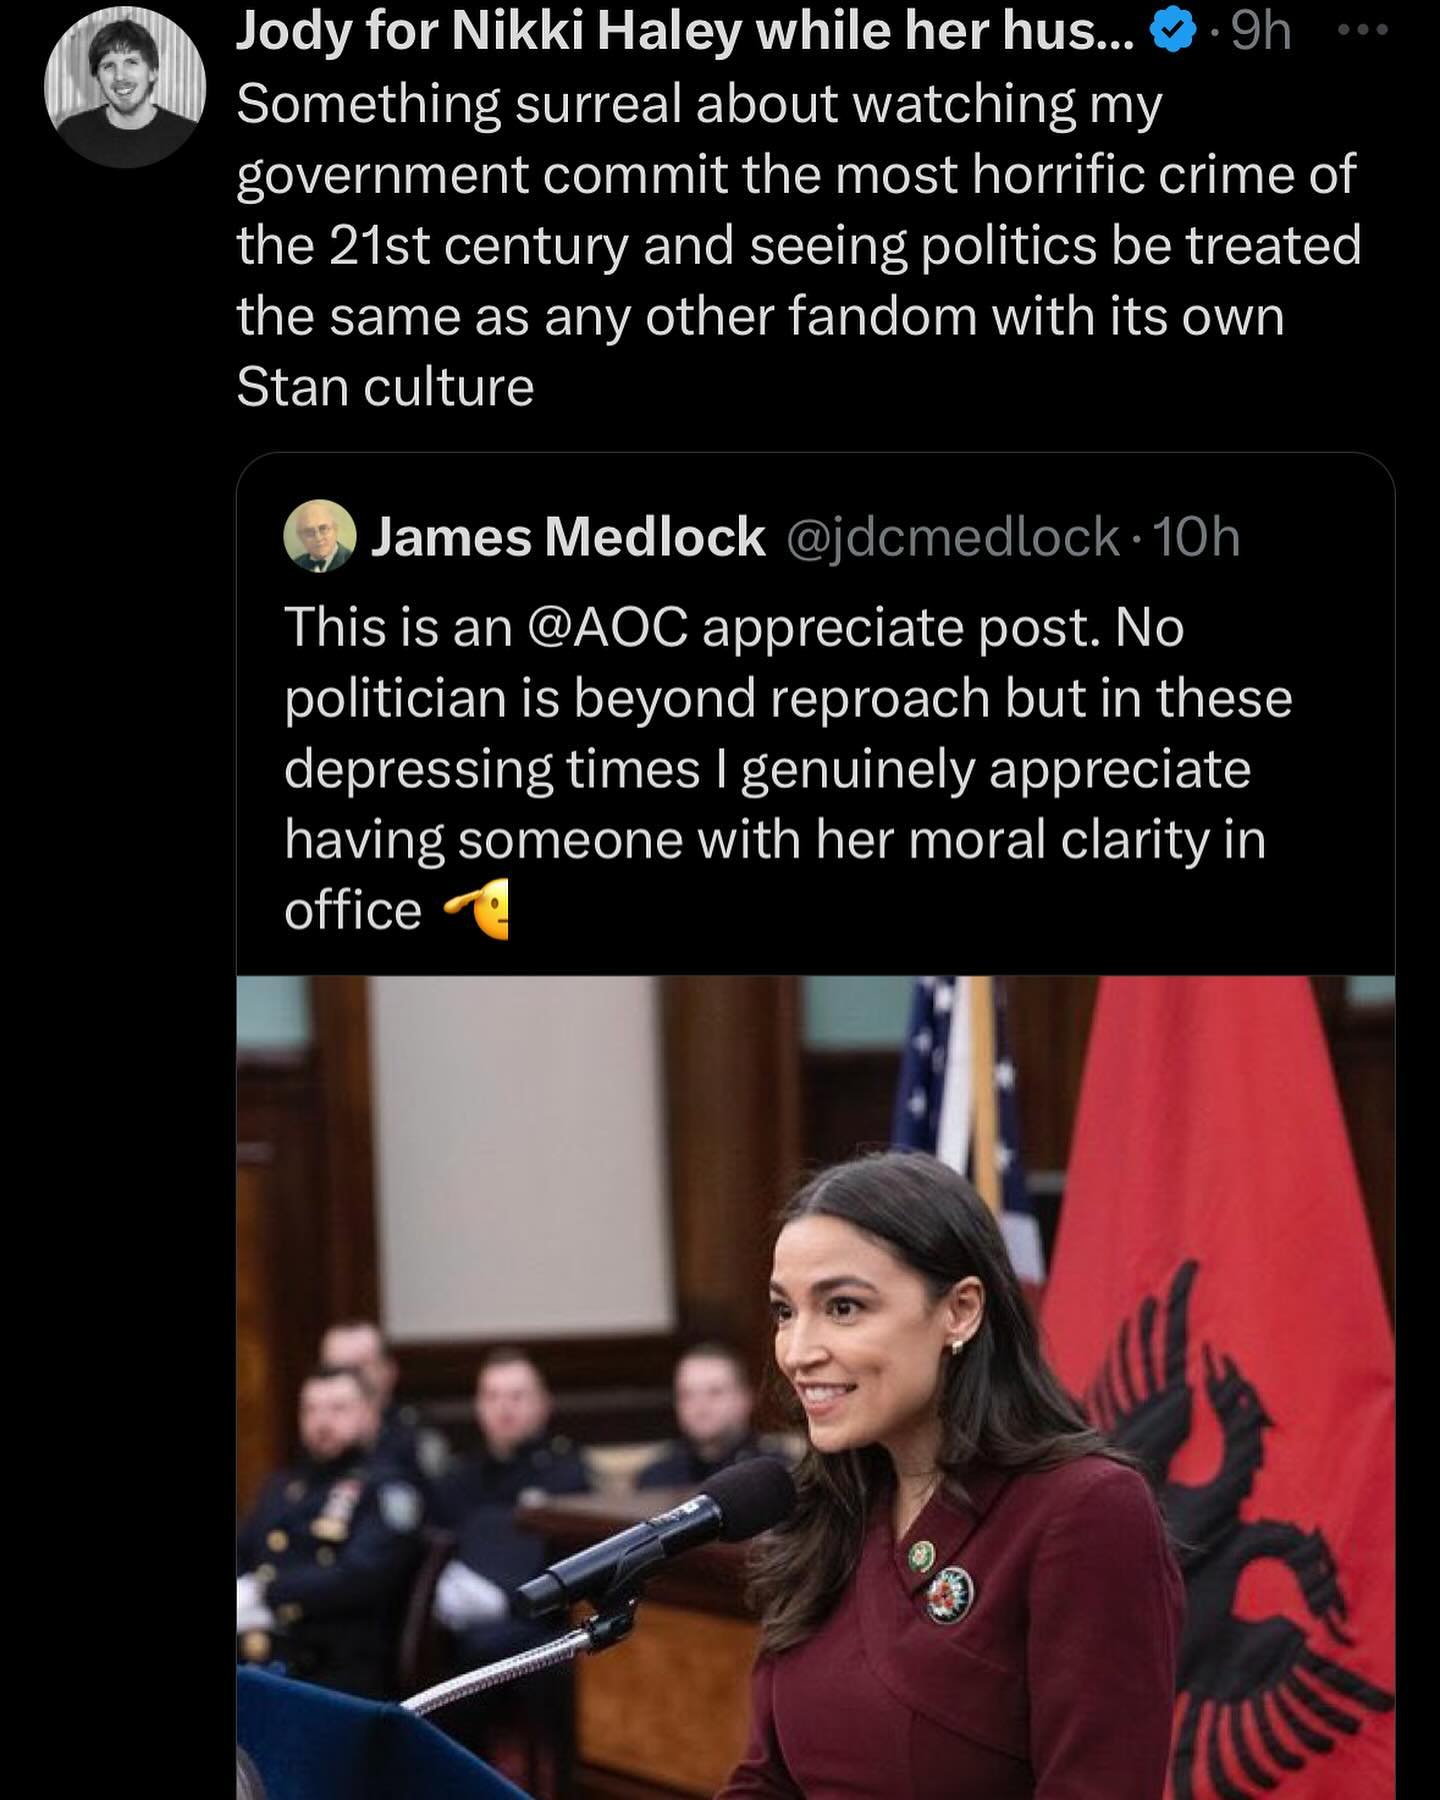 Jody for Nikki Haley while her hus... · 9h
Something surreal about watching my
government commit the most horrific crime of
the 21st century and seeing politics be treated
the same as any other fandom with its own
Stan culture
James Medlock @jdcmedlock · 10h
This is an @AOC appreciate post. No
politician is beyond reproach but in these
depressing times I genuinely appreciate
having someone with her moral clarity in
office